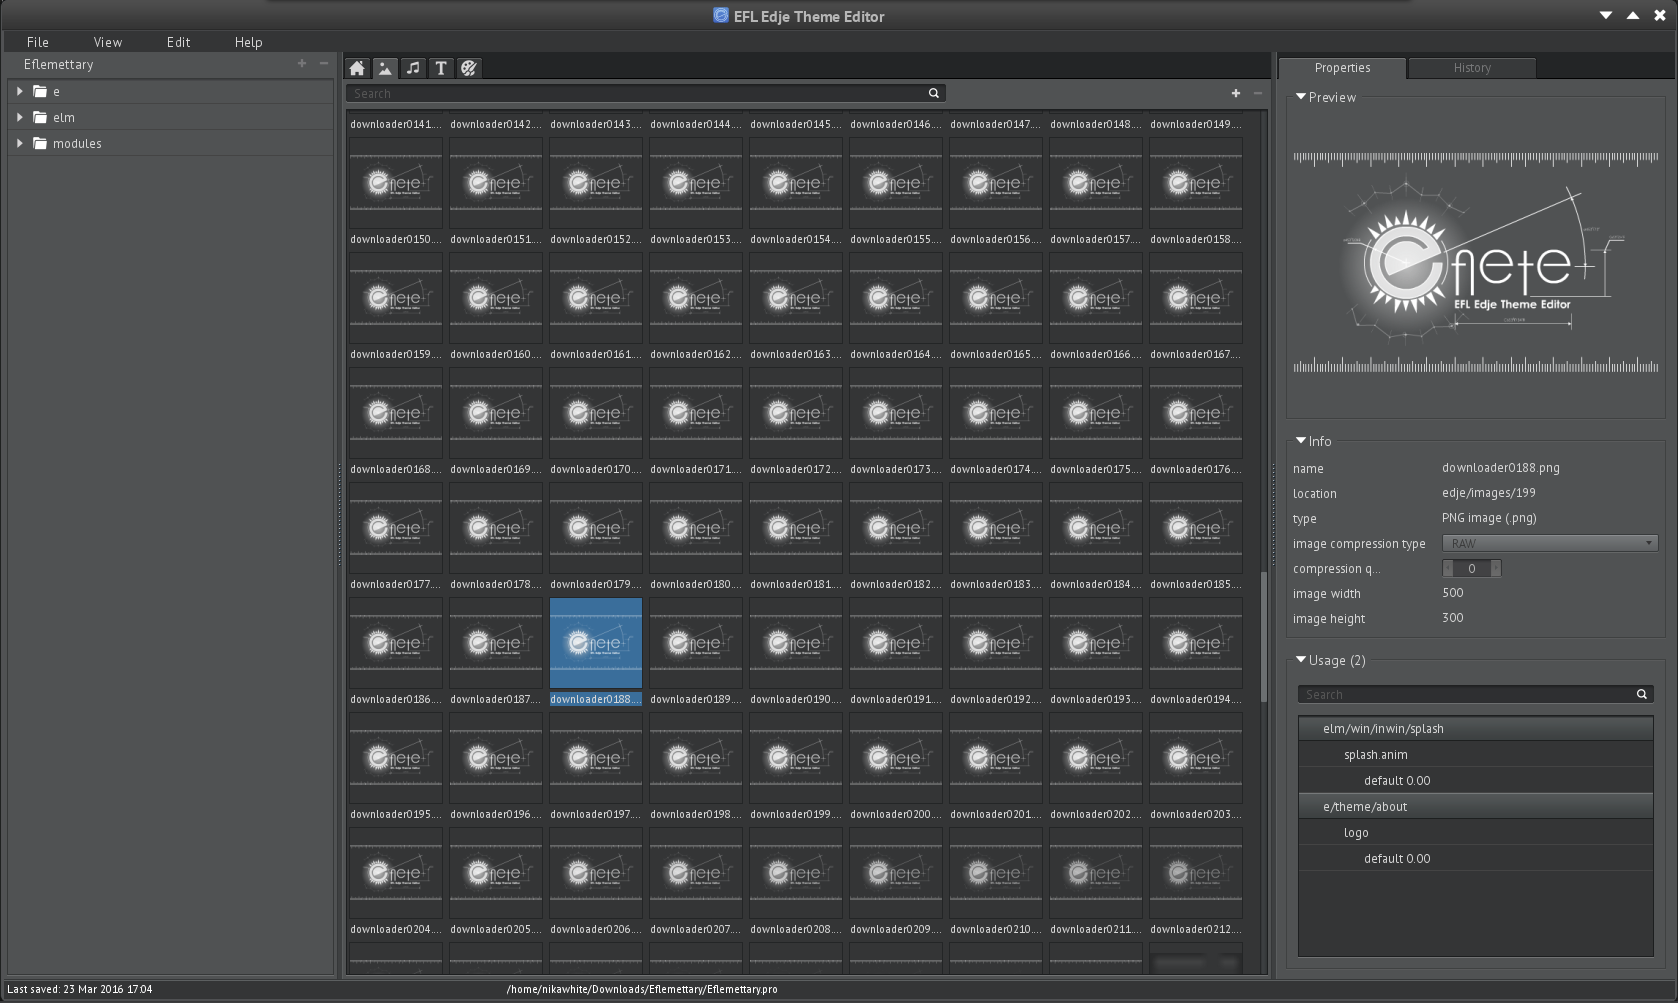 EFL Edje Theme Editor
File View Edit Help
Eflemettary
e
elm
modules
Search
downloader0141.... downloader0142.... downloader0143.... downloader0144.... downloader0145.... downloader0146.... downloader0147.... downloader0148.... downloader0149....
downloader0150.... downloader0151.... downloader0152.... downloader0153.... downloader0154.... downloader0155.... downloader0156.... downloader0157.... downloader0158....
downloader0159.... downloader0160.... downloader0161.... downloader0162.... downloader0163.... downloader0164.... downloader0165.... downloader0166.... downloader0167....
downloader0168.... downloader0169.... downloader0170.... downloader0171.... downloader0172.... downloader0173.... downloader0174.... downloader0175.... downloader0176....
downloader0177.... downloader0178.... downloader0179.... downloader0180.... downloader0181.... downloader0182.... downloader0183.... downloader0184.... downloader0185....
downloader0186.... downloader0187.... downloader0188.... downloader0189.... downloader0190.... downloader0191.... downloader0192.... downloader0193.... downloader0194....
downloader0195.... downloader0196.... downloader0197.... downloader0198.... downloader0199.... downloader0200.... downloader0201.... downloader0202.... downloader0203....
downloader0204.... downloader0205.... downloader0206.... downloader0207.... downloader0208.... downloader0209.... downloader0210.... downloader0211.... downloader0212....
Properties History
Preview
eflete
EFL Edje Theme Editor
Info
name downloader0188.png
location edje/images/199
type PNG image (.png)
image compression type RAW
compression q... 0
image width 500
image height 300
Usage (2)
Search
elm/win/inwin/splash
splash.anim
default 0.00
e/theme/about
logo
default 0.00
Last saved: 23 Mar 2016 17:04
/home/nikawhite/Downloads/Eflemettary/Eflemettary.pro